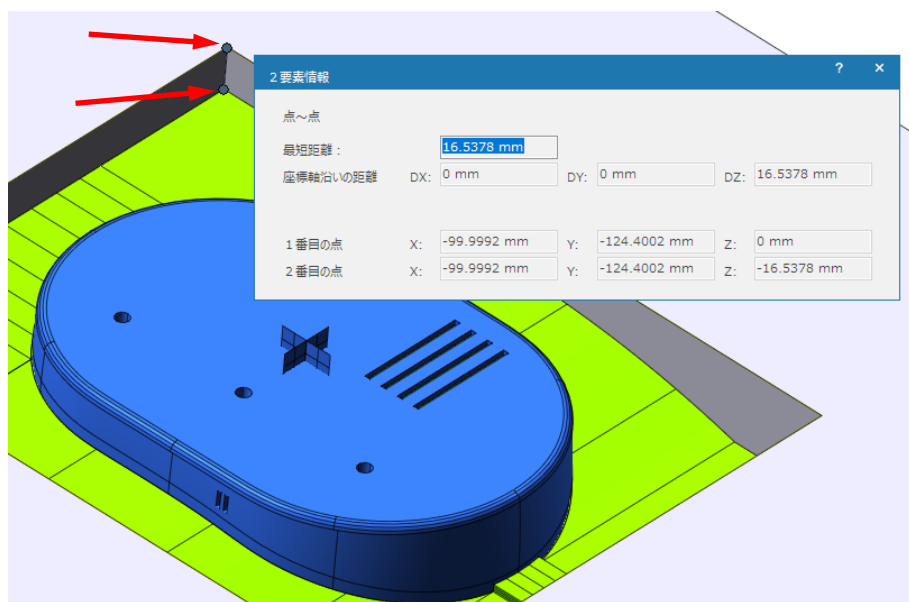 2要素情報 ? ×
点~点
最短距離: 16.5378 mm
座標軸沿いの距離 DX: 0 mm DY: 0 mm DZ: 16.5378 mm
1番目の点 X: -99.9992 mm Y: -124.4002 mm Z: 0 mm
2番目の点 X: -99.9992 mm Y: -124.4002 mm Z: -16.5378 mm